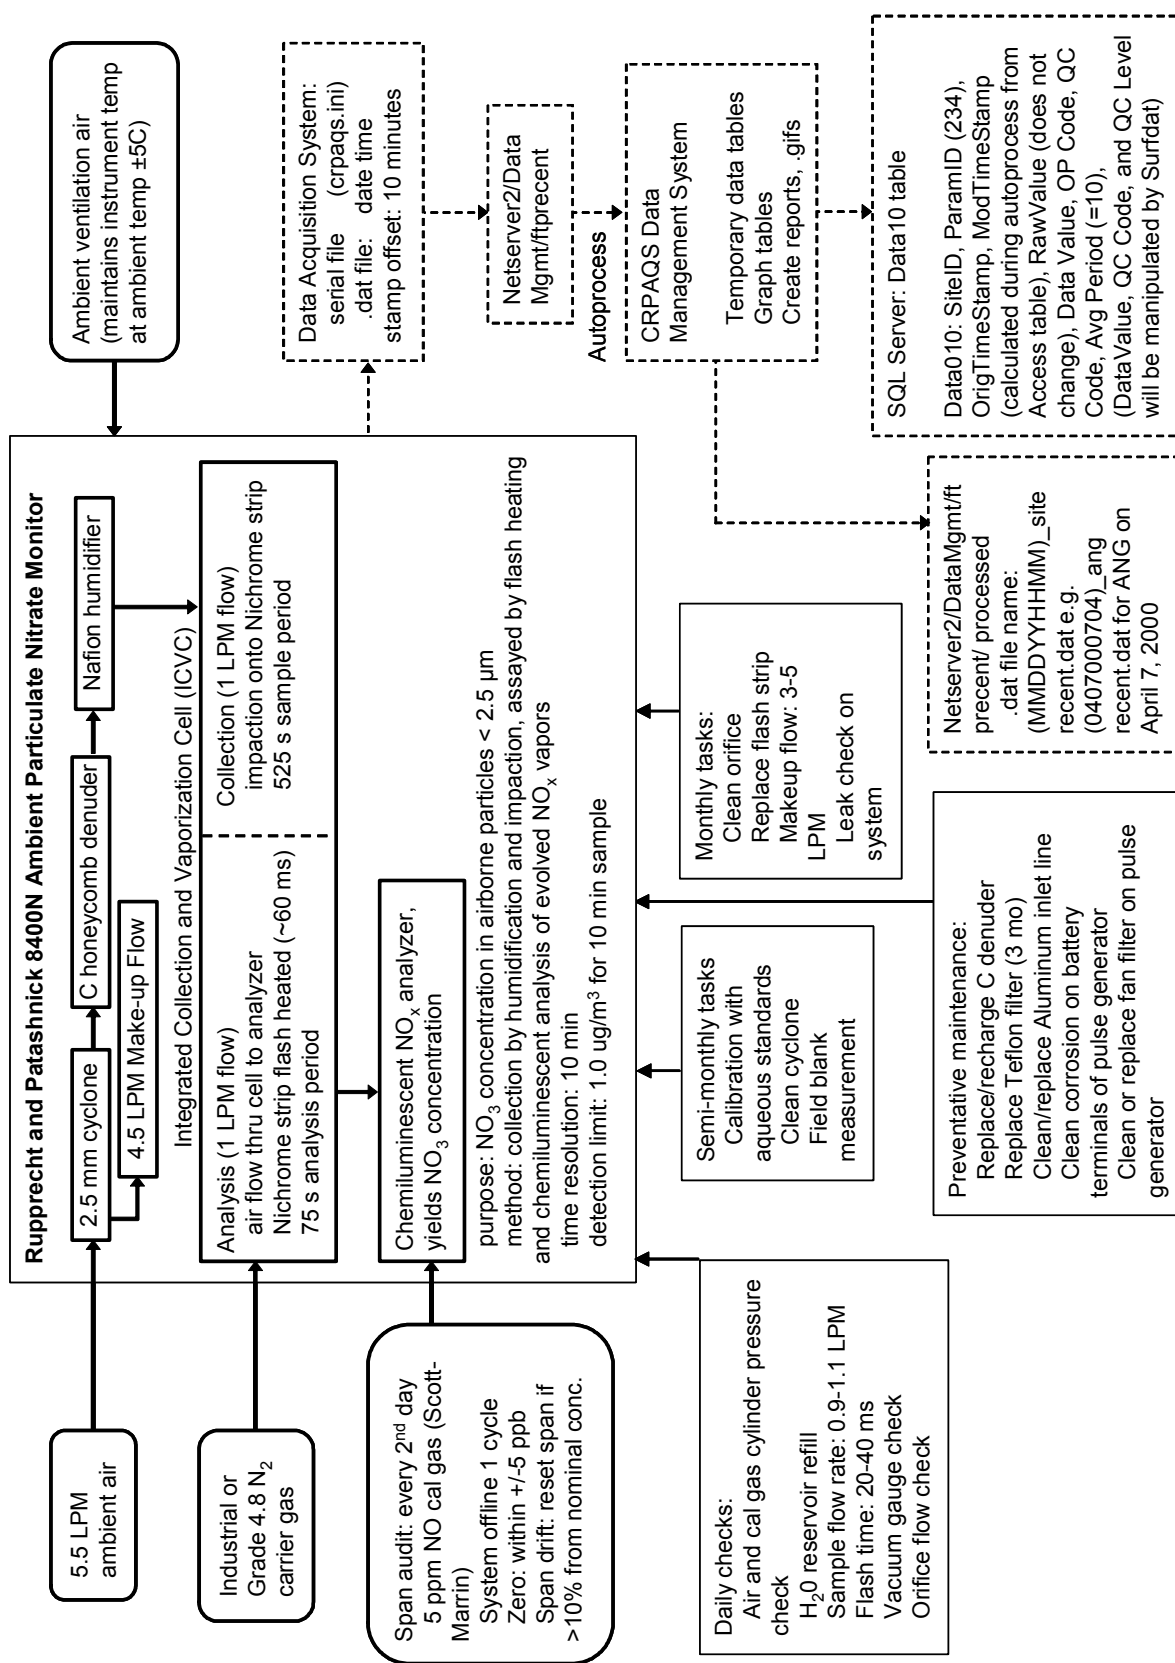 5.5 LPM
ambient air
Industrial or
Grade 4.8 N₂
carrier gas
Span audit: every 2nd day
5 ppm NO cal gas (Scott-
Marrin)
System offline 1 cycle
Zero: within +/-5 ppb
Span drift: reset span if
>10% from nominal conc.
Rupprecht and Patashnick 8400N Ambient Particulate Nitrate Monitor
2.5 mm cyclone
C honeycomb denuder
Nafion humidifier
4.5 LPM Make-up Flow
Integrated Collection and Vaporization Cell (ICVC)
Analysis (1 LPM flow)
air flow thru cell to analyzer
Nichrome strip flash heated (~60 ms)
75 s analysis period
Collection (1 LPM flow)
impaction onto Nichrome strip
525 s sample period
Chemiluminescent NOₓ analyzer,
yields NO₃ concentration
purpose: NO₃ concentration in airborne particles < 2.5 µm
method: collection by humidification and impaction, assayed by flash heating
and chemiluminescent analysis of evolved NOₓ vapors
time resolution: 10 min
detection limit: 1.0 ug/m³ for 10 min sample
Ambient ventilation air
(maintains instrument temp
at ambient temp ±5C)
Data Acquisition System:
serial file (crpaqs.ini)
.dat file: date time
stamp offset: 10 minutes
Netserver2/Data
Mgmt/ftprecent
Autoprocess
CRPAQS Data
Management System
Temporary data tables
Graph tables
Create reports, .gifs
SQL Server: Data10 table
Data010: SiteID, ParamID (234),
OrigTimeStamp, ModTimeStamp
(calculated during autoprocess from
Access table), RawValue (does not
change), Data Value, OP Code, QC
Code, Avg Period (=10),
(DataValue, QC Code, and QC Level
will be manipulated by Surfdat)
Netserver2/DataMgmt/ft
precent/ processed
.dat file name:
(MMDDYYHHMM)_site
recent.dat e.g.
(0407000704)_ang
recent.dat for ANG on
April 7, 2000
Daily checks:
Air and cal gas cylinder pressure
check
H₂0 reservoir refill
Sample flow rate: 0.9-1.1 LPM
Flash time: 20-40 ms
Vacuum gauge check
Orifice flow check
Semi-monthly tasks
Calibration with
aqueous standards
Clean cyclone
Field blank
measurement
Monthly tasks:
Clean orifice
Replace flash strip
Makeup flow: 3-5
LPM
Leak check on
system
Preventative maintenance:
Replace/recharge C denuder
Replace Teflon filter (3 mo)
Clean/replace Aluminum inlet line
Clean corrosion on battery
terminals of pulse generator
Clean or replace fan filter on pulse
generator